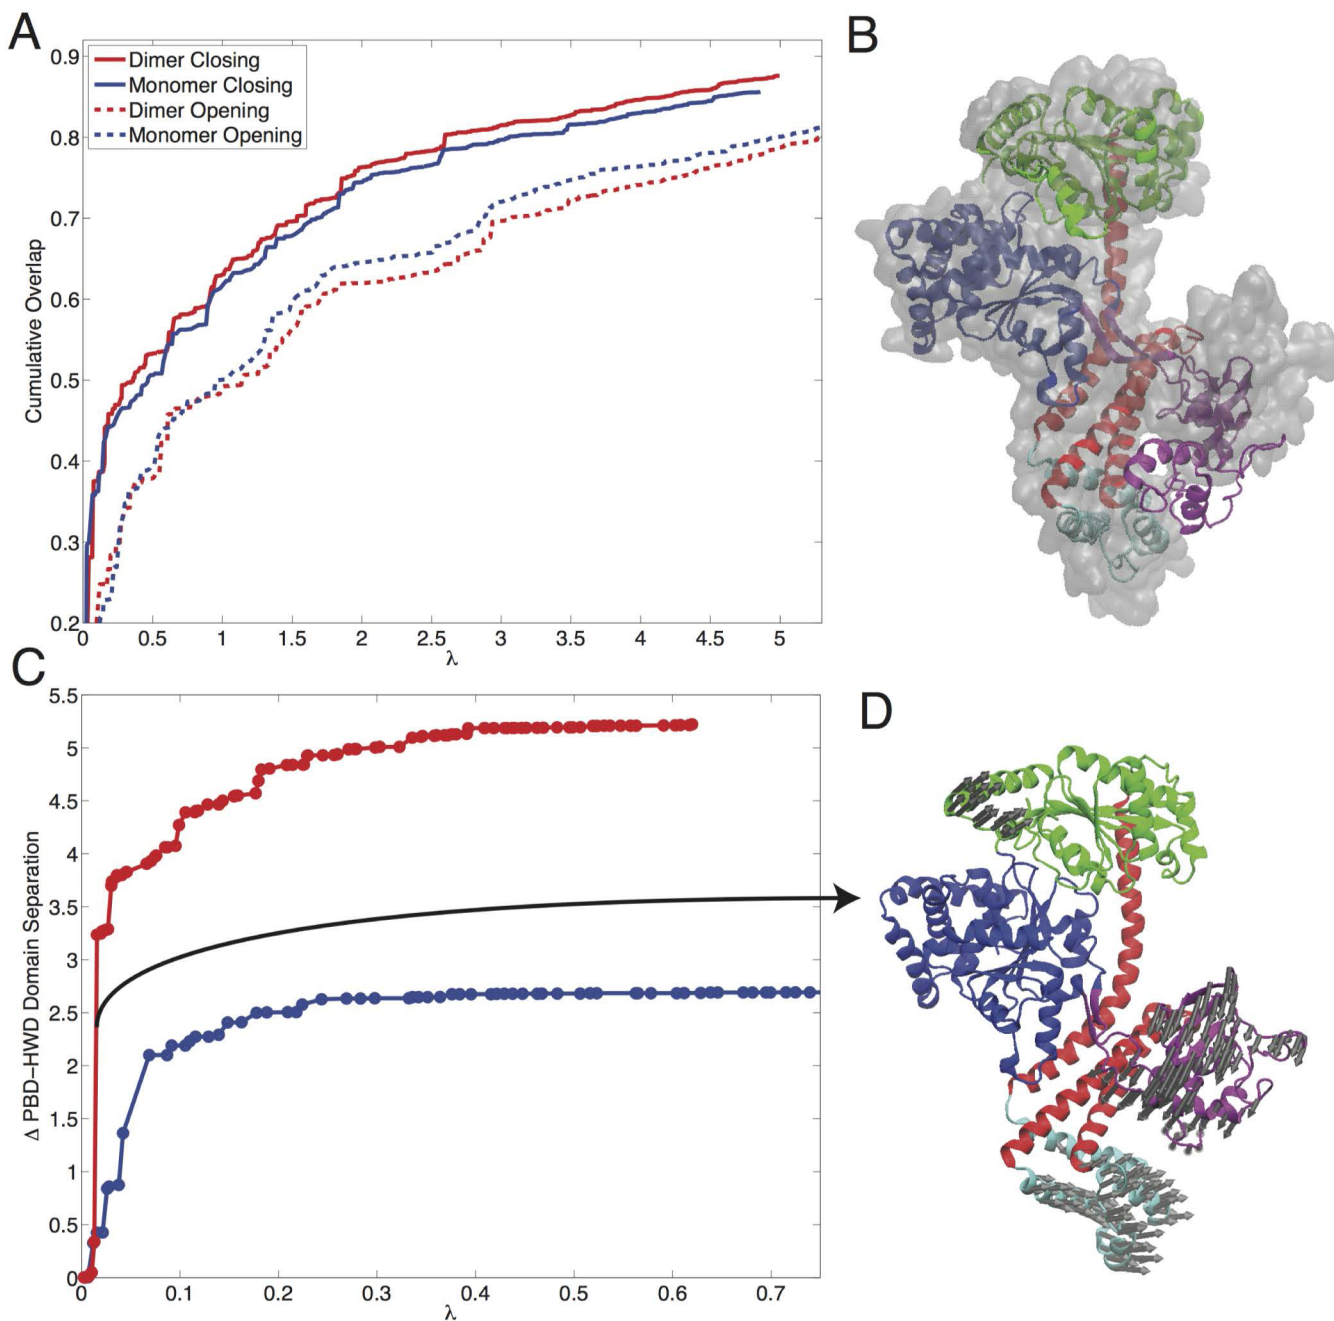 A
B
0.9
0.8
0.7
0.6
0.5
0.4
0.3
0.2
Cumulative Overlap
Dimer Closing
Monomer Closing
Dimer Opening
Monomer Opening
0 0.5 1 1.5 2 2.5 3 3.5 4 4.5 5
λ
C
D
5.5
5
4.5
4
3.5
3
2.5
2
1.5
1
0.5
0
Δ PBD–HWD Domain Separation
0 0.1 0.2 0.3 0.4 0.5 0.6 0.7
λ